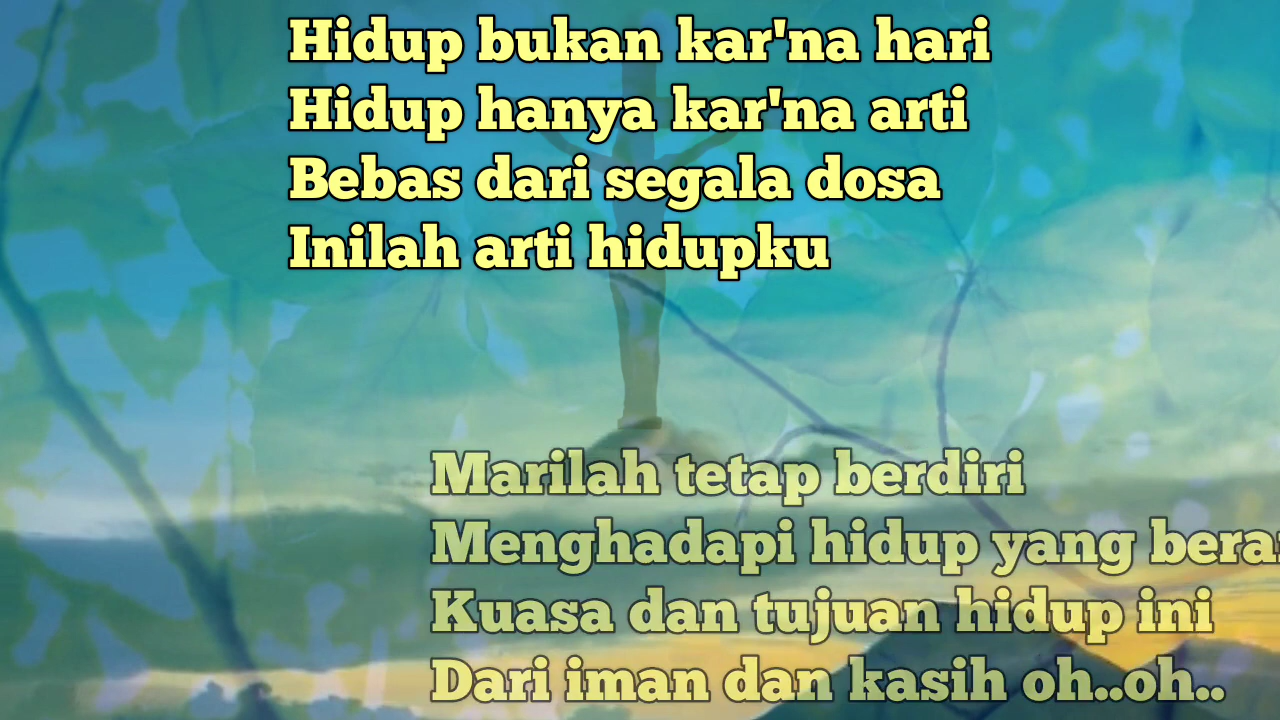 Hidup bukan kar'na hari
Hidup hanya kar'na arti
Bebas dari segala dosa
Inilah arti hidupku
Marilah tetap berdiri
Menghadapi hidup yang
Kuasa dan tujuan hidup ini
Dari iman dan kasih oh..oh..